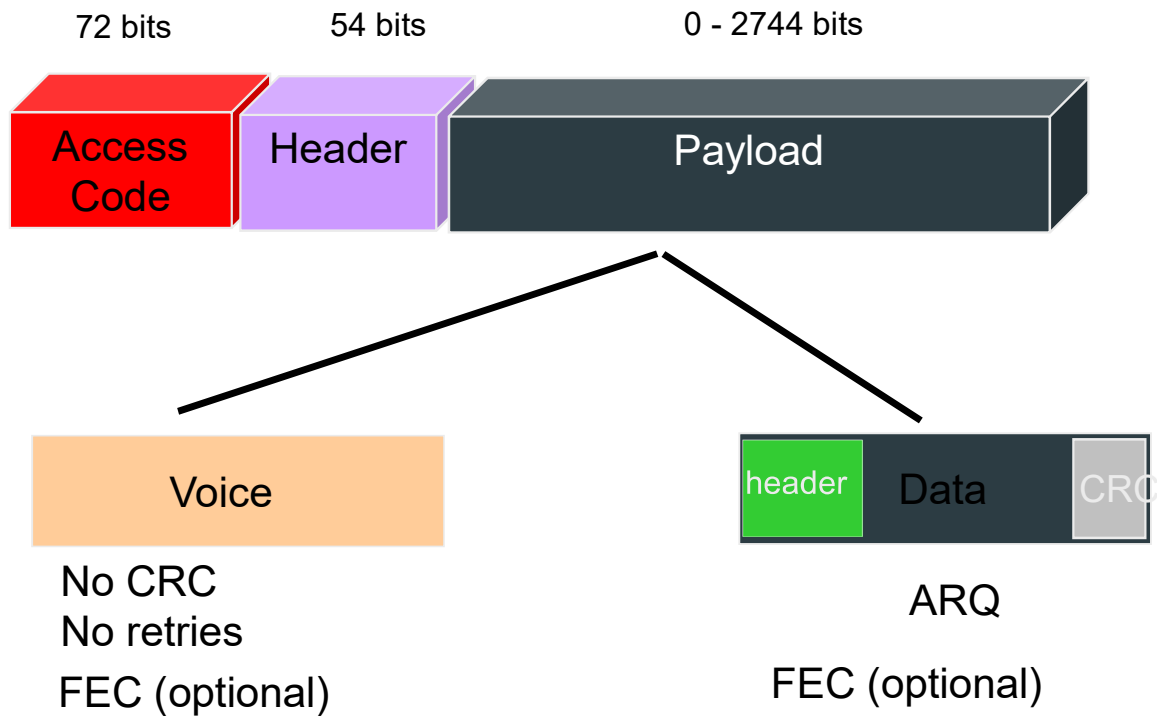 72 bits
54 bits
0 - 2744 bits
Access
Code
Header
Payload
Voice
header
Data
CRC
No CRC
No retries
FEC (optional)
ARQ
FEC (optional)